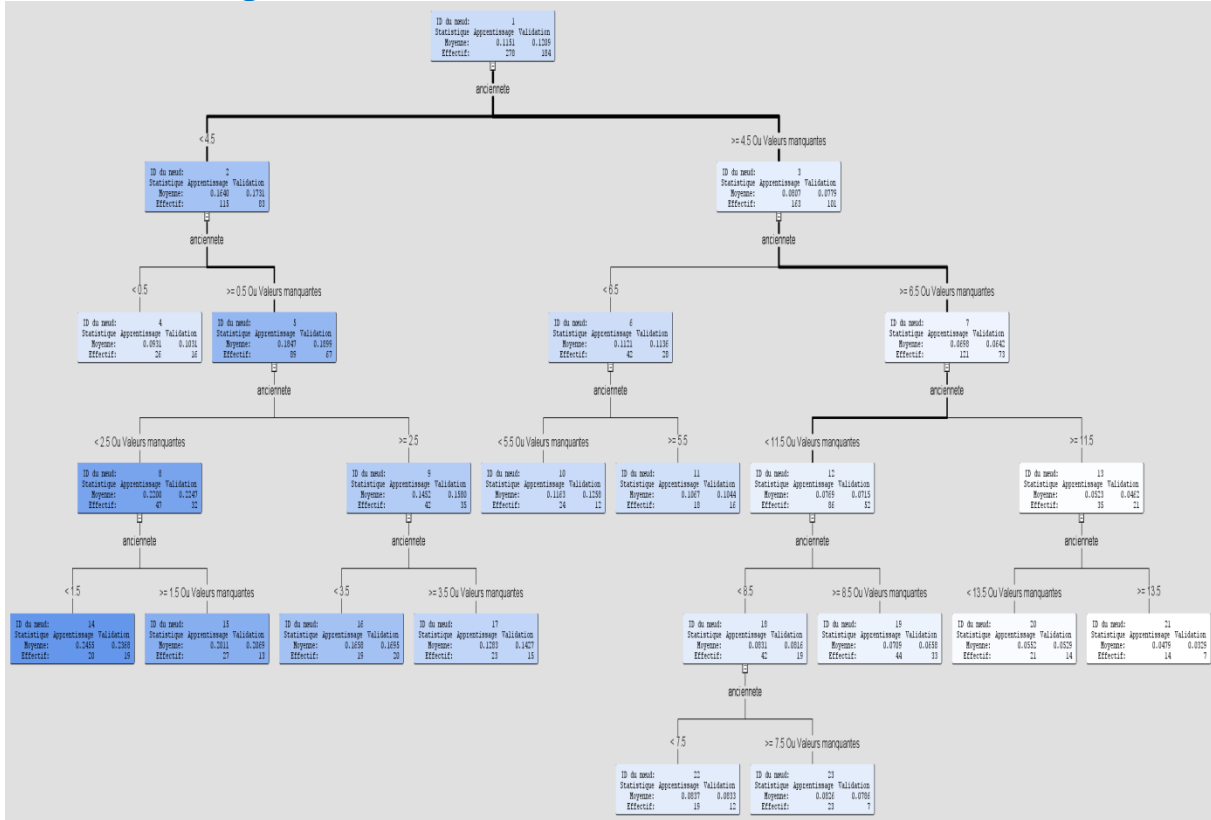 ID du nœud: 1
Statistique Apprentissage Validation
Moyenne: 0.1151 0.1209
Effectif: 278 184
anciennete
< 4.5
>= 4.5 Ou Valeurs manquantes
ID du nœud: 2
Statistique Apprentissage Validation
Moyenne: 0.1640 0.1731
Effectif: 115 83
ID du nœud: 3
Statistique Apprentissage Validation
Moyenne: 0.0807 0.0779
Effectif: 163 101
anciennete
anciennete
< 0.5
>= 0.5 Ou Valeurs manquantes
< 6.5
>= 6.5 Ou Valeurs manquantes
ID du nœud: 4
Statistique Apprentissage Validation
Moyenne: 0.0931 0.1031
Effectif: 26 16
ID du nœud: 5
Statistique Apprentissage Validation
Moyenne: 0.1847 0.1899
Effectif: 89 67
ID du nœud: 6
Statistique Apprentissage Validation
Moyenne: 0.1121 0.1136
Effectif: 42 28
ID du nœud: 7
Statistique Apprentissage Validation
Moyenne: 0.0698 0.0642
Effectif: 121 73
anciennete
anciennete
anciennete
< 2.5 Ou Valeurs manquantes
>= 2.5
< 5.5 Ou Valeurs manquantes
>= 5.5
< 11.5 Ou Valeurs manquantes
>= 11.5
ID du nœud: 8
Statistique Apprentissage Validation
Moyenne: 0.2200 0.2247
Effectif: 47 32
ID du nœud: 9
Statistique Apprentissage Validation
Moyenne: 0.1452 0.1580
Effectif: 42 35
ID du nœud: 10
Statistique Apprentissage Validation
Moyenne: 0.1163 0.1258
Effectif: 24 12
ID du nœud: 11
Statistique Apprentissage Validation
Moyenne: 0.1067 0.1044
Effectif: 18 16
ID du nœud: 12
Statistique Apprentissage Validation
Moyenne: 0.0769 0.0715
Effectif: 86 52
ID du nœud: 13
Statistique Apprentissage Validation
Moyenne: 0.0523 0.0462
Effectif: 35 21
anciennete
anciennete
anciennete
anciennete
< 1.5
>= 1.5 Ou Valeurs manquantes
< 3.5
>= 3.5 Ou Valeurs manquantes
< 8.5
>= 8.5 Ou Valeurs manquantes
< 13.5 Ou Valeurs manquantes
>= 13.5
ID du nœud: 14
Statistique Apprentissage Validation
Moyenne: 0.2455 0.2368
Effectif: 20 19
ID du nœud: 15
Statistique Apprentissage Validation
Moyenne: 0.2011 0.2069
Effectif: 27 13
ID du nœud: 16
Statistique Apprentissage Validation
Moyenne: 0.1658 0.1695
Effectif: 19 20
ID du nœud: 17
Statistique Apprentissage Validation
Moyenne: 0.1283 0.1427
Effectif: 23 15
ID du nœud: 18
Statistique Apprentissage Validation
Moyenne: 0.0831 0.0816
Effectif: 42 19
ID du nœud: 19
Statistique Apprentissage Validation
Moyenne: 0.0709 0.0658
Effectif: 44 33
ID du nœud: 20
Statistique Apprentissage Validation
Moyenne: 0.0552 0.0529
Effectif: 21 14
ID du nœud: 21
Statistique Apprentissage Validation
Moyenne: 0.0479 0.0329
Effectif: 14 7
anciennete
< 7.5
>= 7.5 Ou Valeurs manquantes
ID du nœud: 22
Statistique Apprentissage Validation
Moyenne: 0.0837 0.0833
Effectif: 19 12
ID du nœud: 23
Statistique Apprentissage Validation
Moyenne: 0.0826 0.0786
Effectif: 23 7